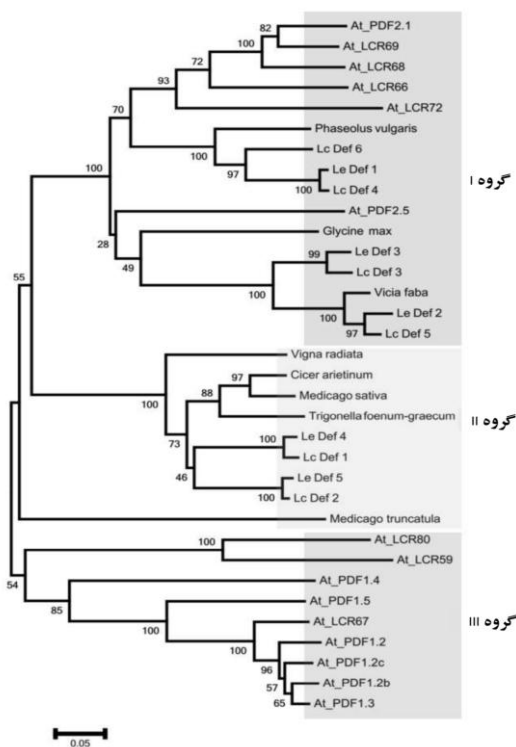 At_PDF2.1
82
At_LCR69
100
At_LCR68
72
At_LCR66
93
At_LCR72
70
Phaseolus vulgaris
Lc Def 6
100
97
Le Def 1
100
Lc Def 4
گروه I
100
At_PDF2.5
28
Glycine max
49
Le Def 3
99
Lc Def 3
55
100
Vicia faba
100
Le Def 2
97
Lc Def 5
Vigna radiata
97
Cicer arietinum
88
Medicago sativa
100
Trigonella foenum-graecum
گروه II
73
Le Def 4
100
Lc Def 1
46
Le Def 5
100
Lc Def 2
Medicago truncatula
At_LCR80
100
At_LCR59
54
At_PDF1.4
85
At_PDF1.5
100
At_LCR67
گروه III
100
At_PDF1.2
96
At_PDF1.2c
57
At_PDF1.2b
65
At_PDF1.3
0.05